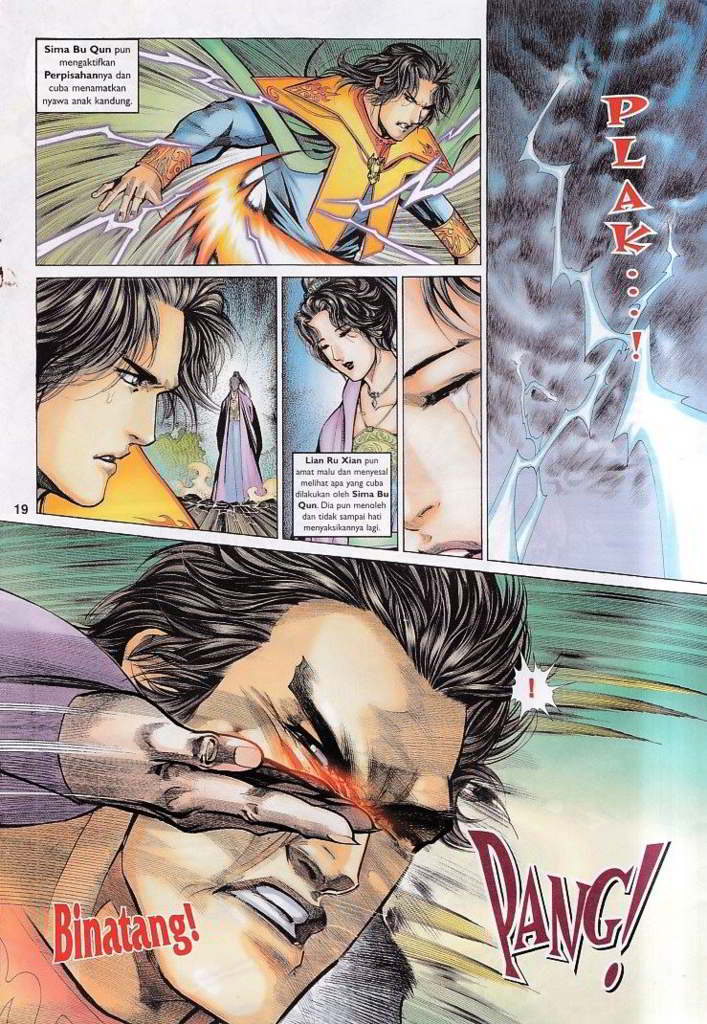 Sima Bu Qun pun
mengaktifkan
Perpisahannya dan
cuba menamatkan
nyawa anak kandung.
PLAK...!
Lian Ru Xian pun
amat malu dan menyesal
melihat apa yang cuba
dilakukan oleh Sima Bu
Qun. Dia pun menoleh
dan tidak sampai hati
menyaksikannya lagi.
19
!
Binatang!
PANG!